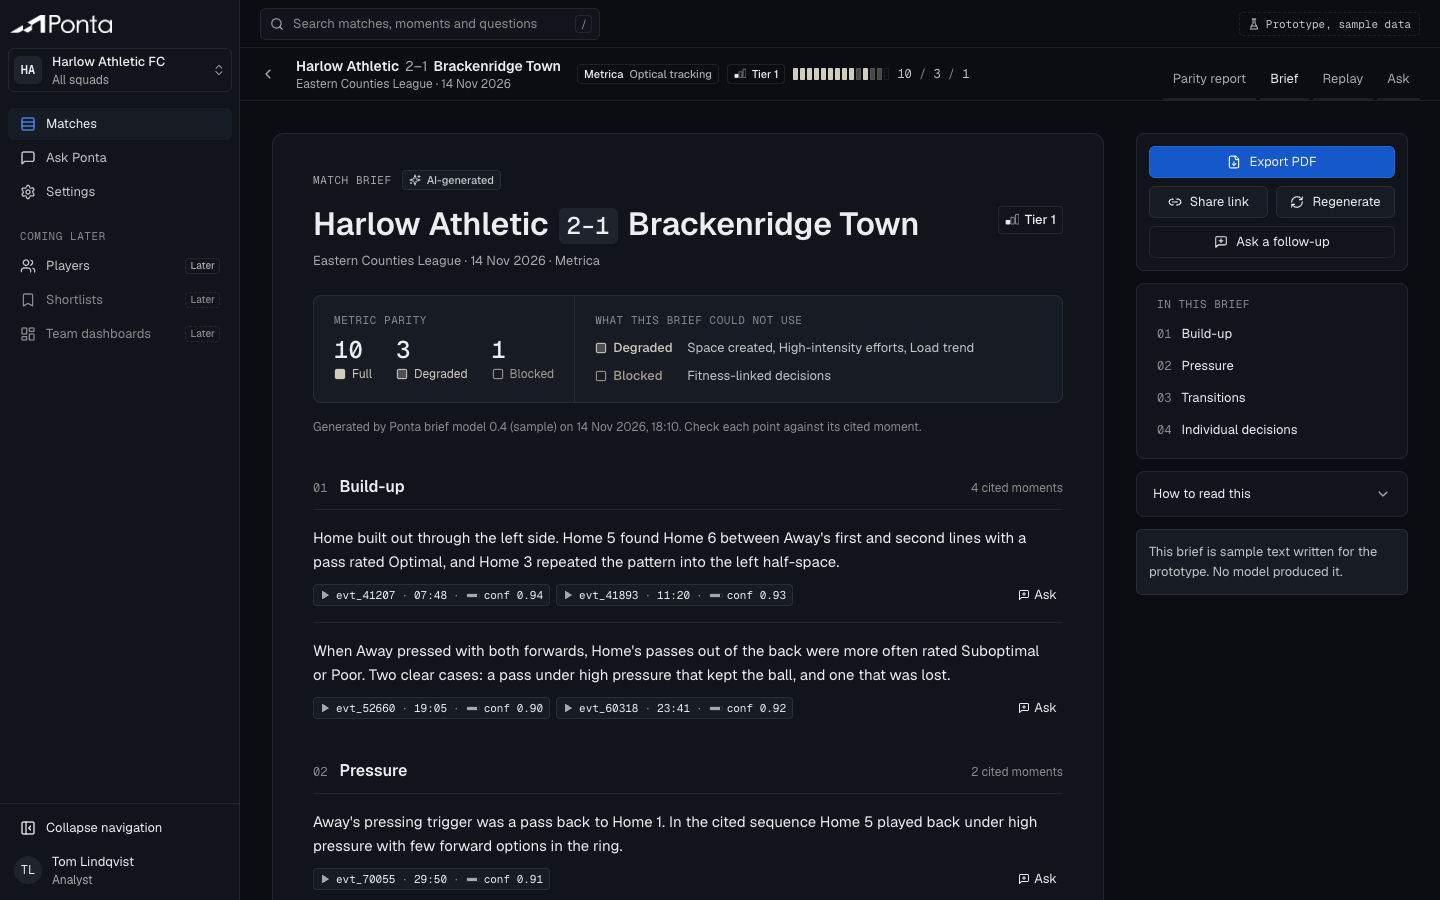 Ponta
Search matches, moments and questions /
Prototype, sample data
HA Harlow Athletic FC
All squads
Harlow Athletic 2–1 Brackenridge Town
Eastern Counties League · 14 Nov 2026
Metrica Optical tracking
Tier 1
10 / 3 / 1
Parity report
Brief
Replay
Ask
Matches
Ask Ponta
Settings
COMING LATER
Players Later
Shortlists Later
Team dashboards Later
Collapse navigation
TL Tom Lindqvist
Analyst
MATCH BRIEF AI-generated
Harlow Athletic 2–1 Brackenridge Town
Tier 1
Eastern Counties League · 14 Nov 2026 · Metrica
METRIC PARITY
10 3 1
Full Degraded Blocked
WHAT THIS BRIEF COULD NOT USE
Degraded Space created, High-intensity efforts, Load trend
Blocked Fitness-linked decisions
Generated by Ponta brief model 0.4 (sample) on 14 Nov 2026, 18:10. Check each point against its cited moment.
01 Build-up 4 cited moments
Home built out through the left side. Home 5 found Home 6 between Away's first and second lines with a
pass rated Optimal, and Home 3 repeated the pattern into the left half-space.
evt_41207 · 07:48 · conf 0.94 evt_41893 · 11:20 · conf 0.93 Ask
When Away pressed with both forwards, Home's passes out of the back were more often rated Suboptimal
or Poor. Two clear cases: a pass under high pressure that kept the ball, and one that was lost.
evt_52660 · 19:05 · conf 0.90 evt_60318 · 23:41 · conf 0.92 Ask
02 Pressure 2 cited moments
Away's pressing trigger was a pass back to Home 1. In the cited sequence Home 5 played back under high
pressure with few forward options in the ring.
evt_70055 · 29:50 · conf 0.91 Ask
Export PDF
Share link
Regenerate
Ask a follow-up
IN THIS BRIEF
01 Build-up
02 Pressure
03 Transitions
04 Individual decisions
How to read this
This brief is sample text written for the
prototype. No model produced it.